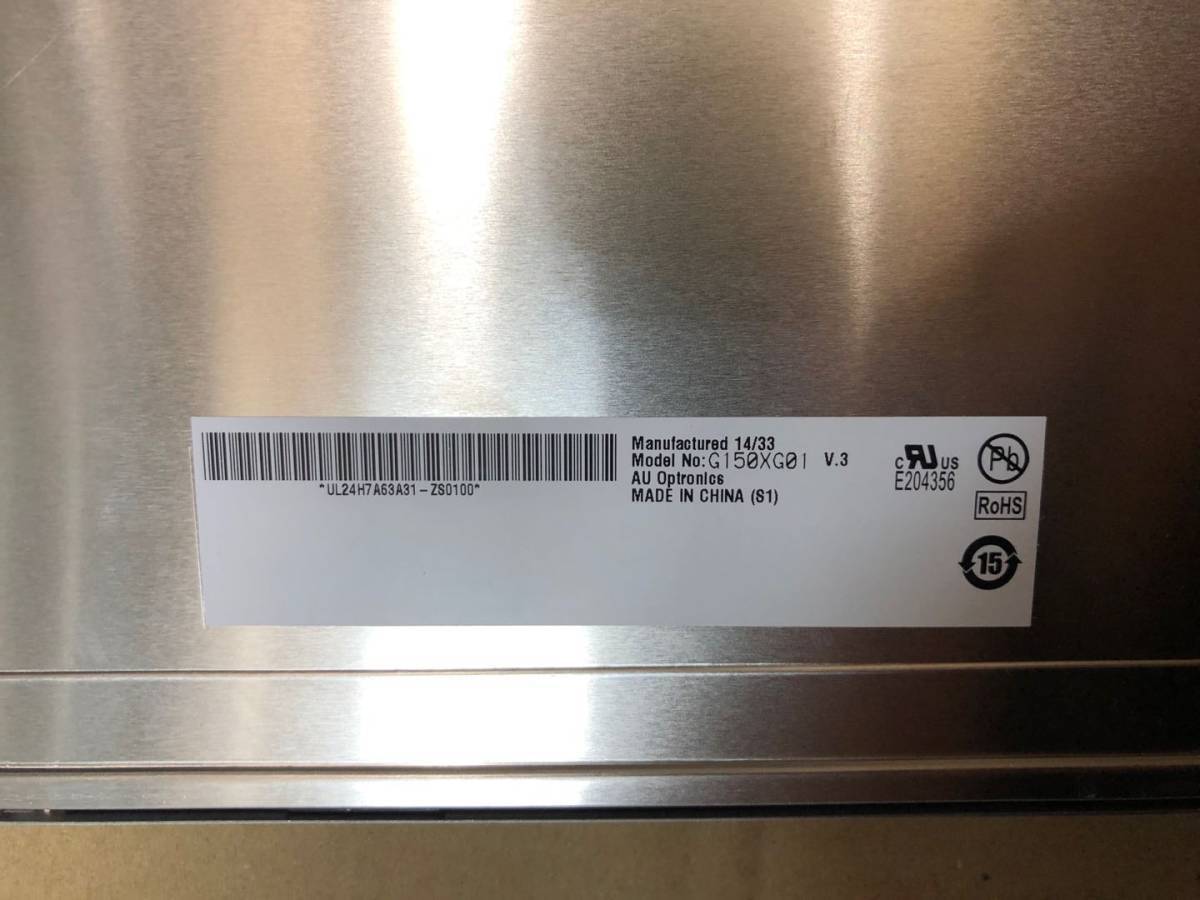 *UL24H7A63A31-ZS0100*
Manufactured 14/33
Model No:G150XG01 V.3
AU Optronics
MADE IN CHINA (S1)
c RU US
E204356
Pb
RoHS
15